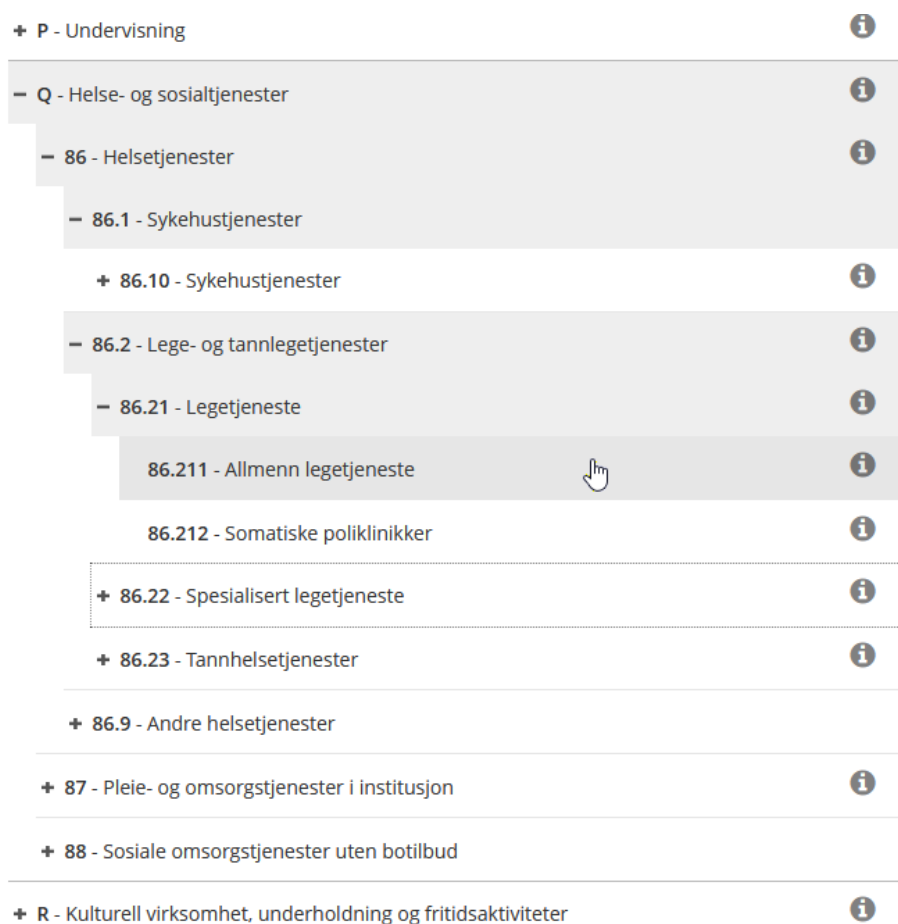 + P - Undervisning
− Q - Helse- og sosialtjenester
− 86 - Helsetjenester
− 86.1 - Sykehustjenester
+ 86.10 - Sykehustjenester
− 86.2 - Lege- og tannlegetjenester
− 86.21 - Legetjeneste
86.211 - Allmenn legetjeneste
86.212 - Somatiske poliklinikker
+ 86.22 - Spesialisert legetjeneste
+ 86.23 - Tannhelsetjenester
+ 86.9 - Andre helsetjenester
+ 87 - Pleie- og omsorgstjenester i institusjon
+ 88 - Sosiale omsorgstjenester uten botilbud
+ R - Kulturell virksomhet, underholdning og fritidsaktiviteter